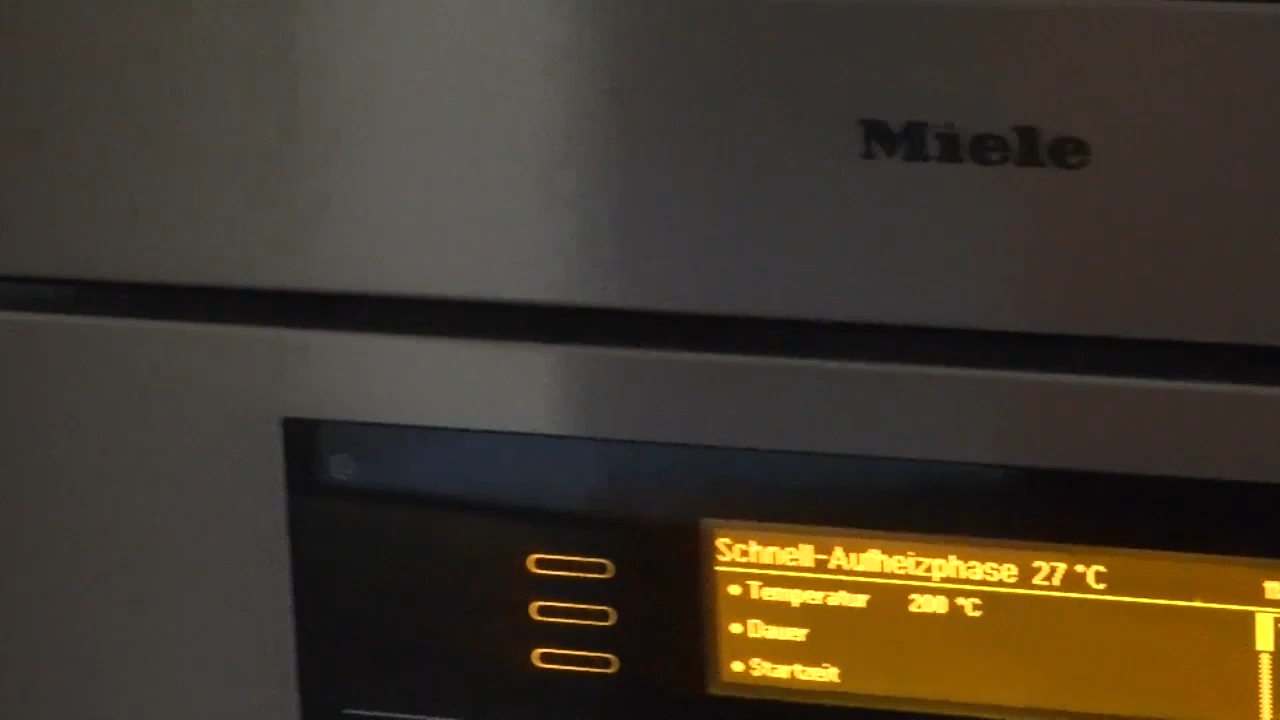 Miele
Schnell-Aufheizphase 27 °C
• Temperatur 200 °C
• Dauer
• Startzeit